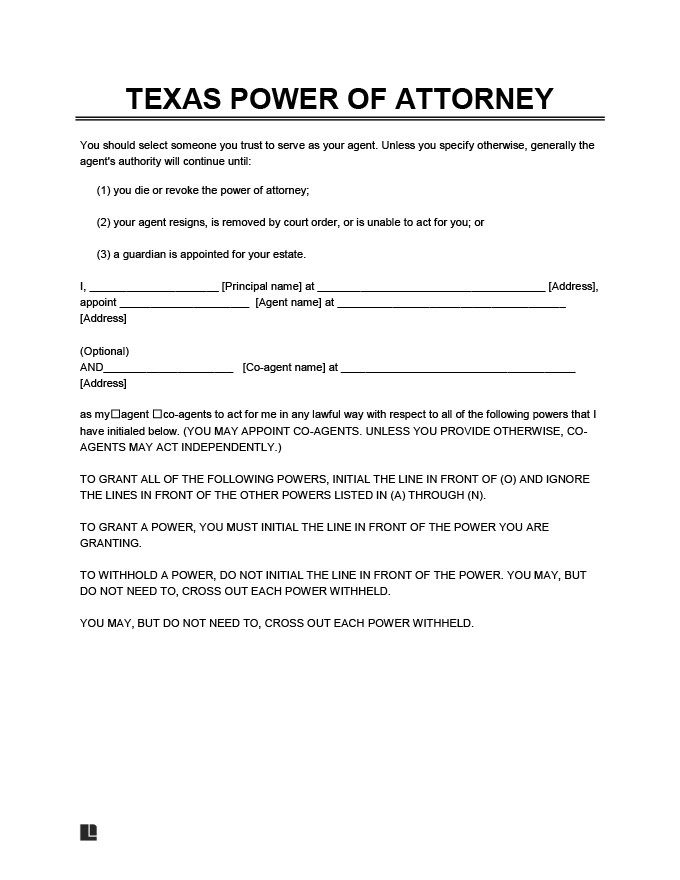 TEXAS POWER OF ATTORNEY
You should select someone you trust to serve as your agent. Unless you specify otherwise, generally the
agent's authority will continue until:
(1) you die or revoke the power of attorney;
(2) your agent resigns, is removed by court order, or is unable to act for you; or
(3) a guardian is appointed for your estate.
I, _____________________ [Principal name] at _____________________________________ [Address],
appoint _____________________ [Agent name] at _____________________________________
[Address]
(Optional)
AND_____________________ [Co-agent name] at ______________________________________
[Address]
as my☐agent ☐co-agents to act for me in any lawful way with respect to all of the following powers that I
have initialed below. (YOU MAY APPOINT CO-AGENTS. UNLESS YOU PROVIDE OTHERWISE, CO-
AGENTS MAY ACT INDEPENDENTLY.)
TO GRANT ALL OF THE FOLLOWING POWERS, INITIAL THE LINE IN FRONT OF (O) AND IGNORE
THE LINES IN FRONT OF THE OTHER POWERS LISTED IN (A) THROUGH (N).
TO GRANT A POWER, YOU MUST INITIAL THE LINE IN FRONT OF THE POWER YOU ARE
GRANTING.
TO WITHHOLD A POWER, DO NOT INITIAL THE LINE IN FRONT OF THE POWER. YOU MAY, BUT
DO NOT NEED TO, CROSS OUT EACH POWER WITHHELD.
YOU MAY, BUT DO NOT NEED TO, CROSS OUT EACH POWER WITHHELD.